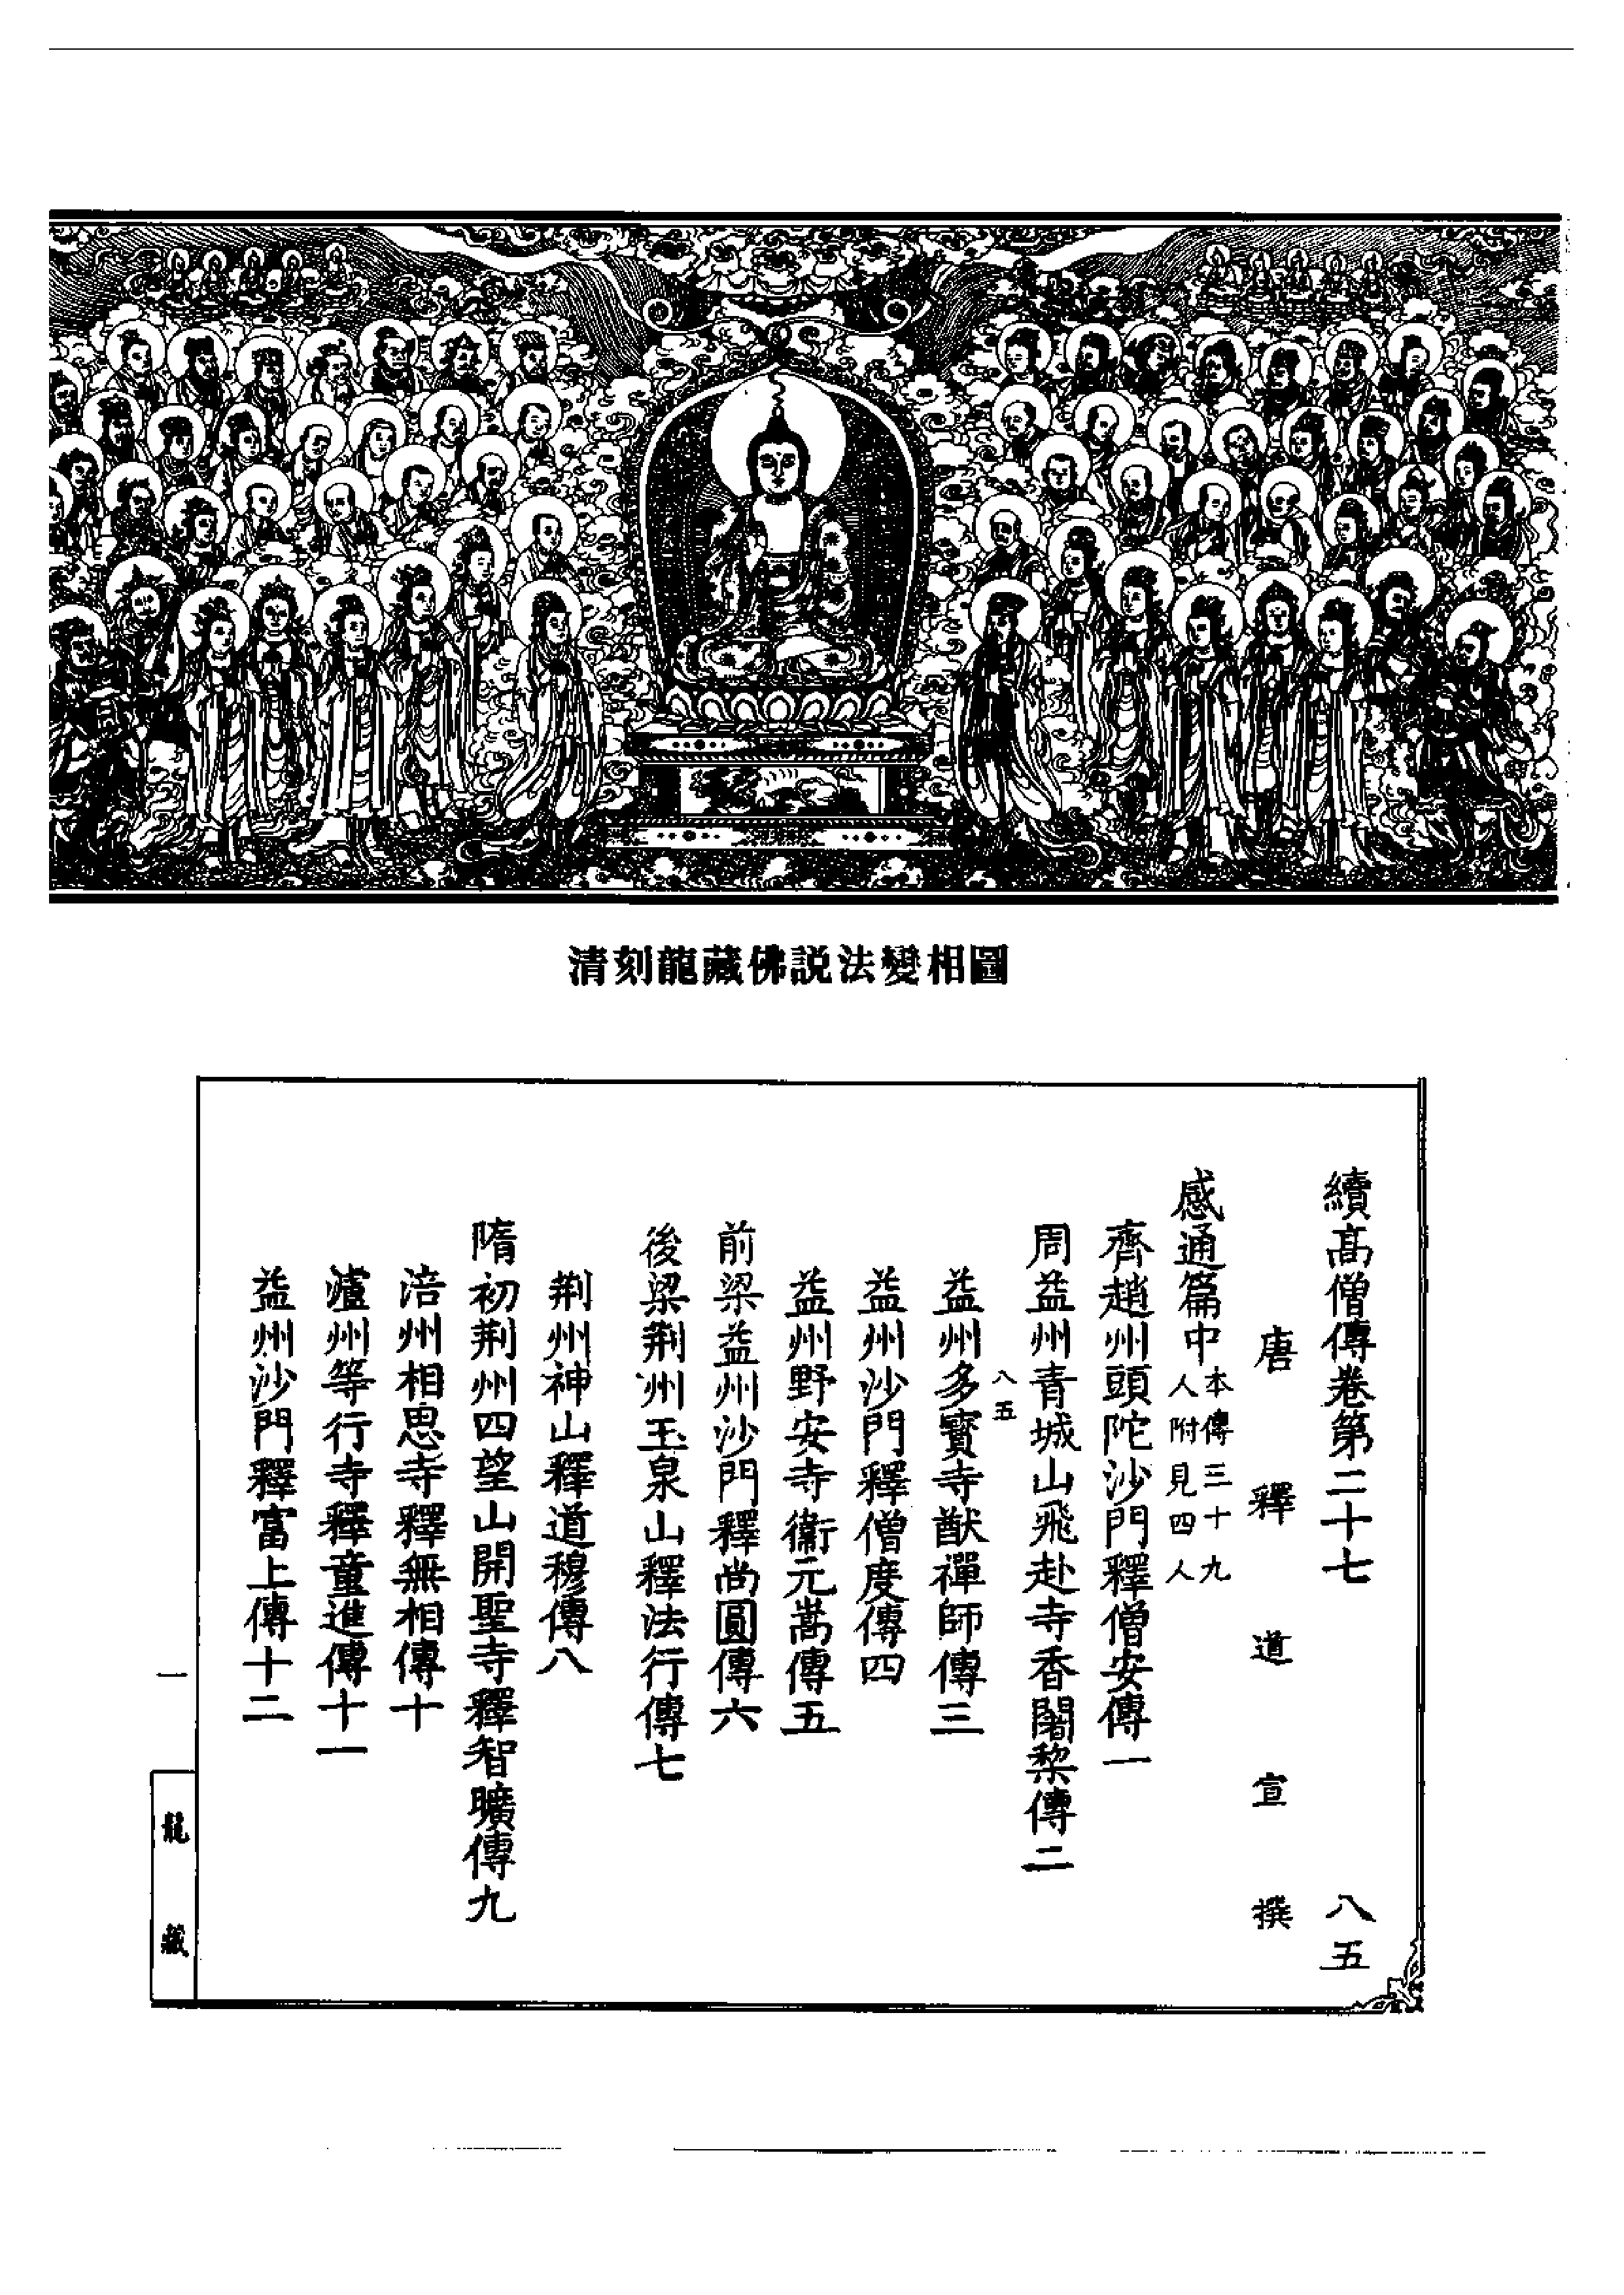 清刻龍藏佛説法變相圖
續高僧傳卷第二十七 八五
唐釋道宣撰
感通篇中 本傳三十九
人附見四人
齊趙州頭陀沙門釋僧安傳一
周益州青城山飛赴寺香闍棃傳二
八五
益州多寳寺猷禪師傳三
益州沙門釋僧度傳四
益州野安寺衞元嵩傳五
前梁益州沙門釋尚圓傳六
後梁荆州玉泉山釋法行傳七
荆州神山釋道穆傳八
隋初荆州四望山開聖寺釋智曠傳九
涪州相思寺釋無相傳十
瀘州等行寺釋童進傳十一
益州沙門釋富上傳十二
一
龍藏